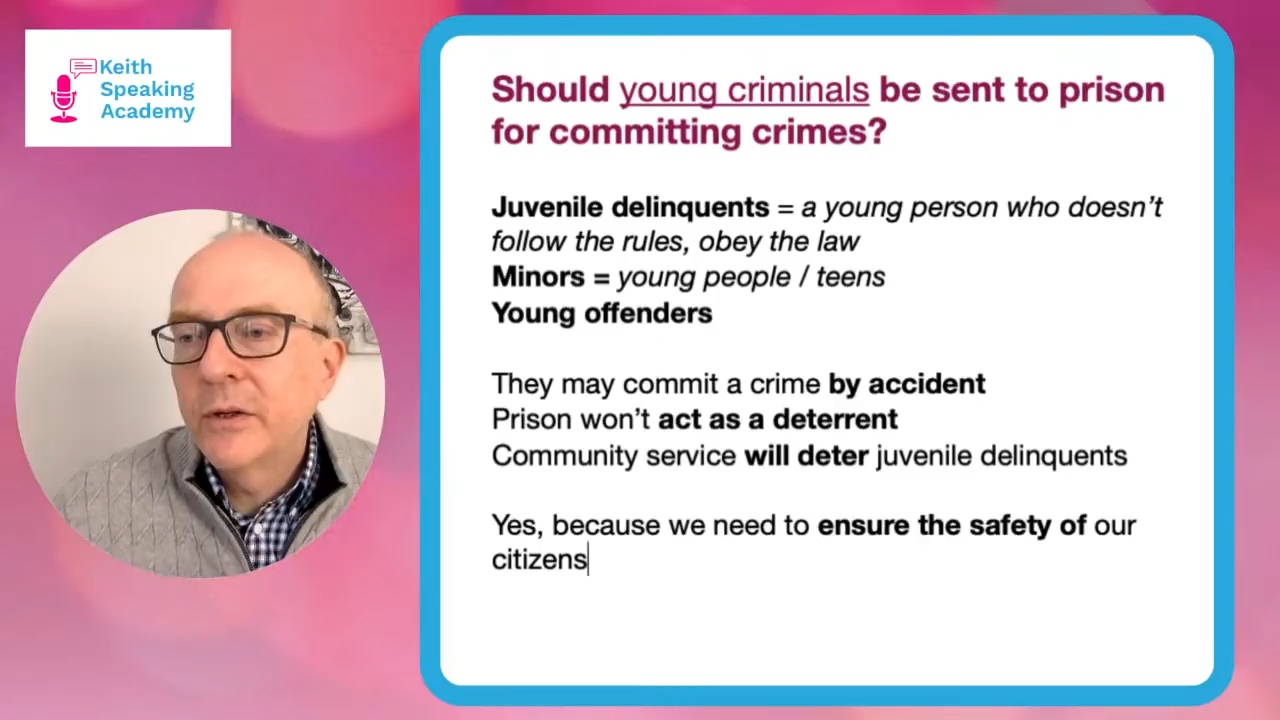 Keith
Speaking
Academy
Should young criminals be sent to prison
for committing crimes?
Juvenile delinquents = a young person who doesn't
follow the rules, obey the law
Minors = young people / teens
Young offenders
They may commit a crime by accident
Prison won't act as a deterrent
Community service will deter juvenile delinquents
Yes, because we need to ensure the safety of our
citizens